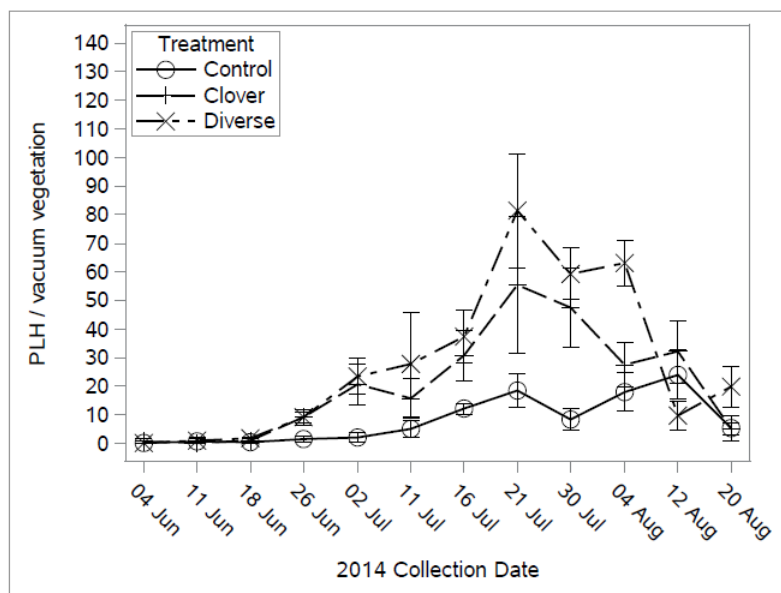 PLH / vacuum vegetation
140
130
120
110
100
90
80
70
60
50
40
30
20
10
0
Treatment
Control
Clover
Diverse
04 Jun
11 Jun
18 Jun
26 Jun
02 Jul
11 Jul
16 Jul
21 Jul
30 Jul
04 Aug
12 Aug
20 Aug
2014 Collection Date